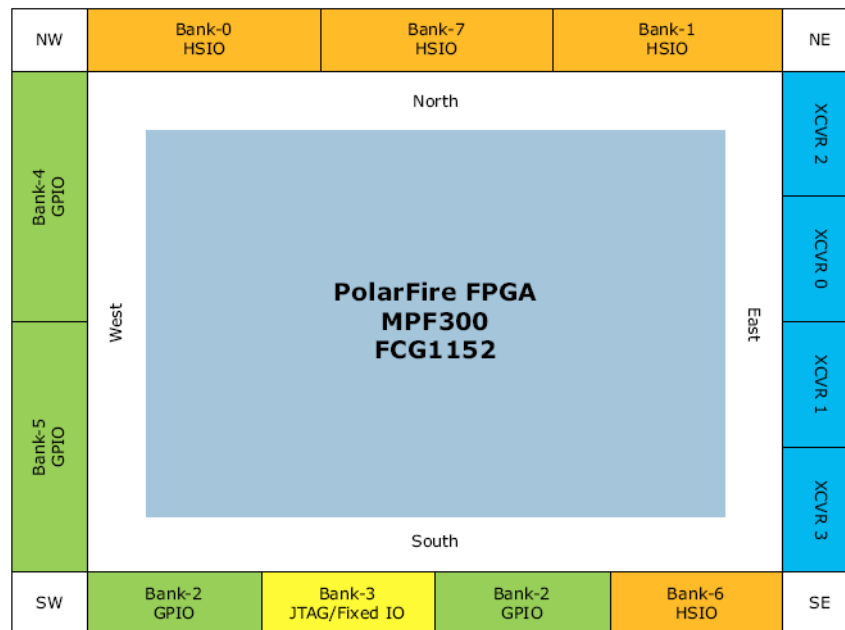 NW
Bank-0
HSIO
Bank-7
HSIO
Bank-1
HSIO
NE
North
Bank-4
GPIO
XCVR 2
XCVR 0
PolarFire FPGA
MPF300
FCG1152
West
East
Bank-5
GPIO
XCVR 1
XCVR 3
South
SW
Bank-2
GPIO
Bank-3
JTAG/Fixed IO
Bank-2
GPIO
Bank-6
HSIO
SE